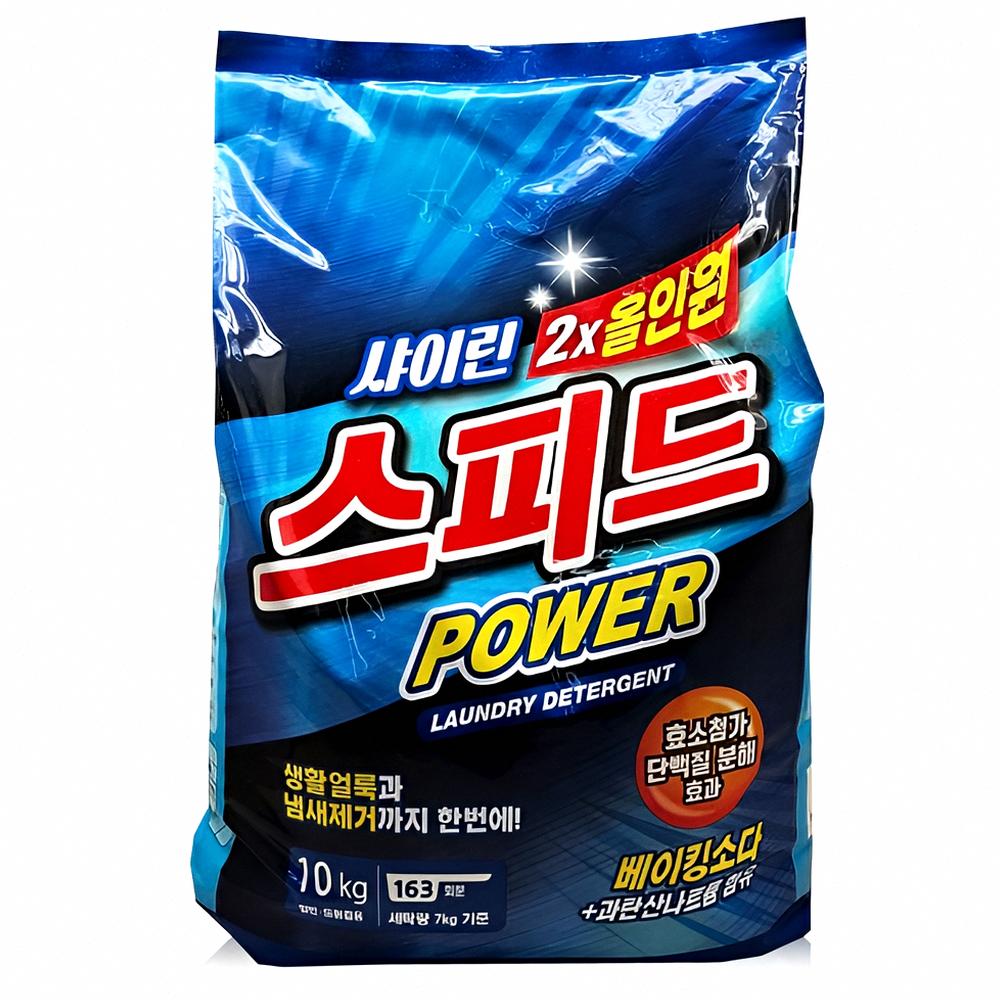 샤이린 2x올인원
스피드
POWER
LAUNDRY DETERGENT
효소첨가
단백질 분해
효과
생활얼룩과
냄새제거까지 한번에!
베이킹소다
+과탄산나트륨 함유
10 kg
163 회분
세탁량 7kg 기준